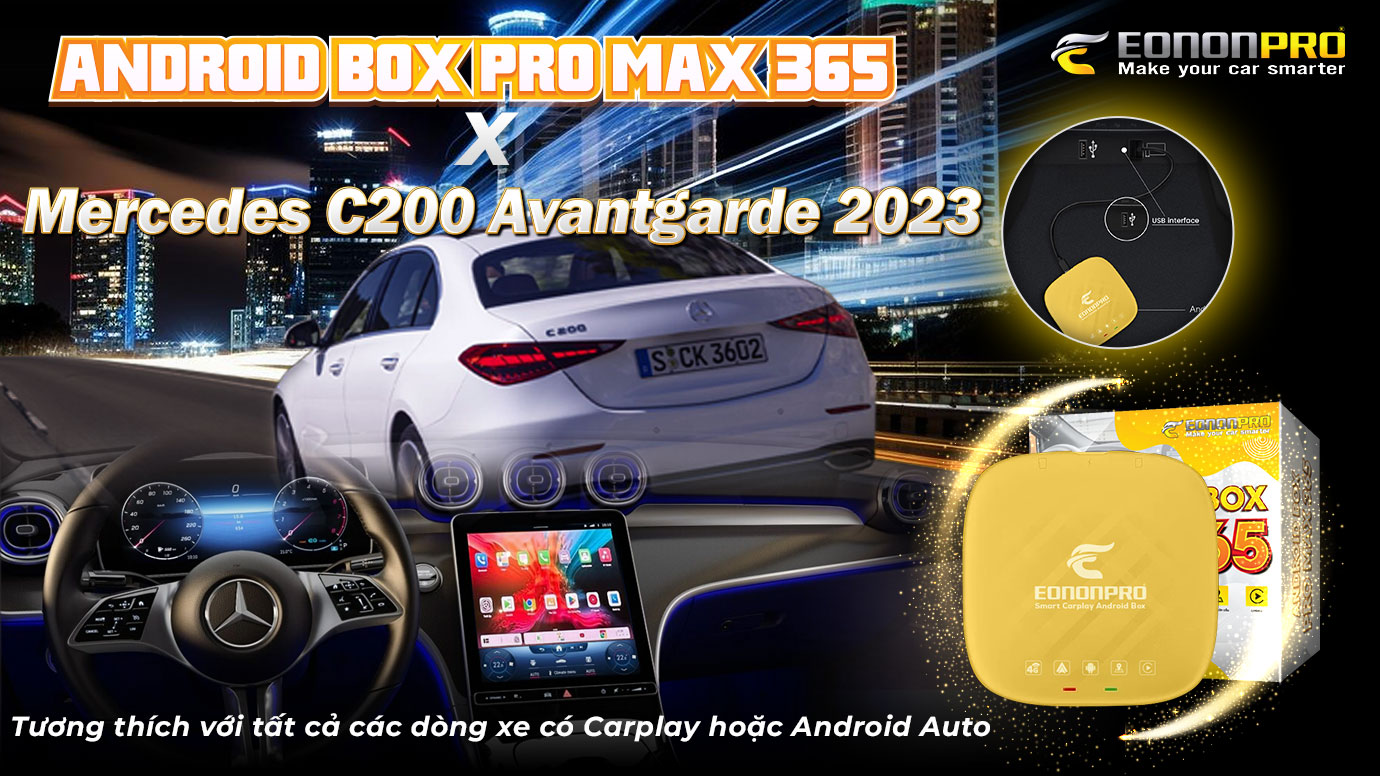 ANDROID BOX PRO MAX 365
X
Mercedes C200 Avantgarde 2023
EONONPRO
Make your car smarter
USB interface
C 200
S CK 3602
EONONPRO
Make your car smarter
BOX
65
EONONPRO
Smart Carplay Android Box
4G
Tương thích với tất cả các dòng xe có Carplay hoặc Android Auto